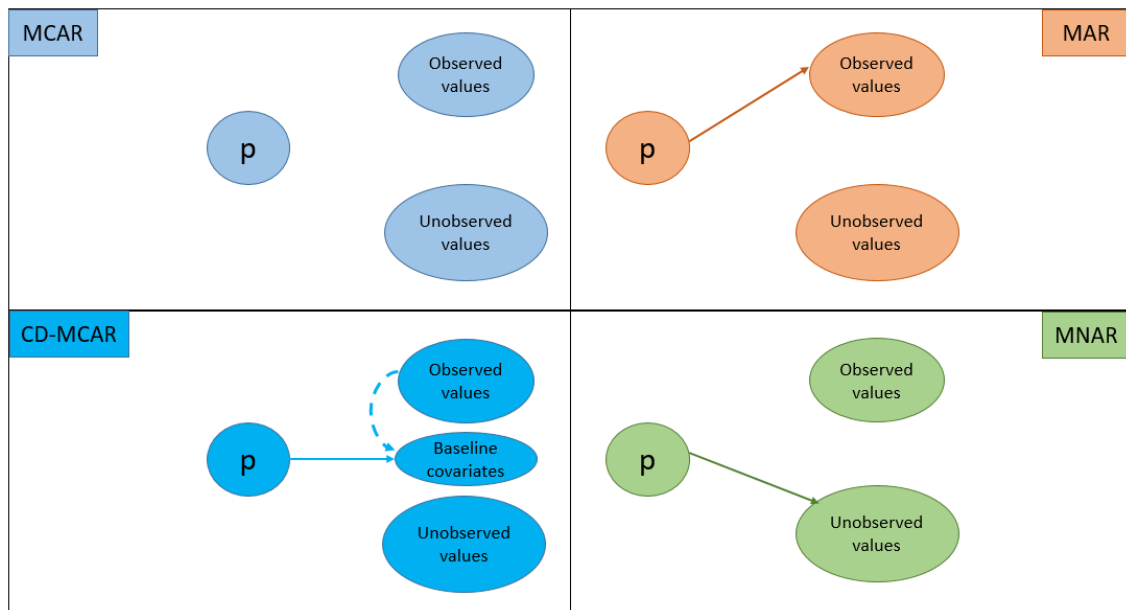 MCAR
Observed
values
p
Unobserved
values
MAR
Observed
values
p
Unobserved
values
CD-MCAR
Observed
values
p
Baseline
covariates
Unobserved
values
MNAR
Observed
values
p
Unobserved
values